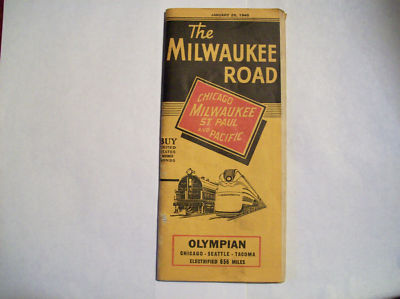 JANUARY 20, 1945
The
MILWAUKEE
ROAD
CHICAGO
MILWAUKEE
ST. PAUL
AND PACIFIC
BUY
UNITED
STATES
BONDS
OLYMPIAN
CHICAGO - SEATTLE - TACOMA
ELECTRIFIED 656 MILES